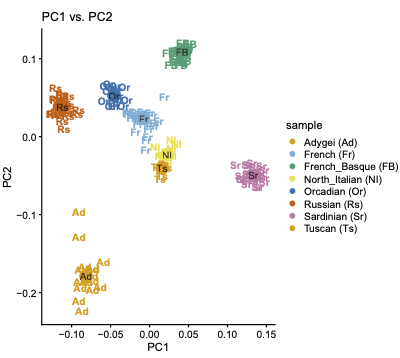 PC1 vs. PC2
PC2
0.1
0.0
−0.1
−0.2
−0.10
−0.05
0.00
0.05
0.10
0.15
PC1
Rs
Or
Fr
FB
NI
Ts
Sr
Ad
sample
Adygei (Ad)
French (Fr)
French_Basque (FB)
North_Italian (NI)
Orcadian (Or)
Russian (Rs)
Sardinian (Sr)
Tuscan (Ts)